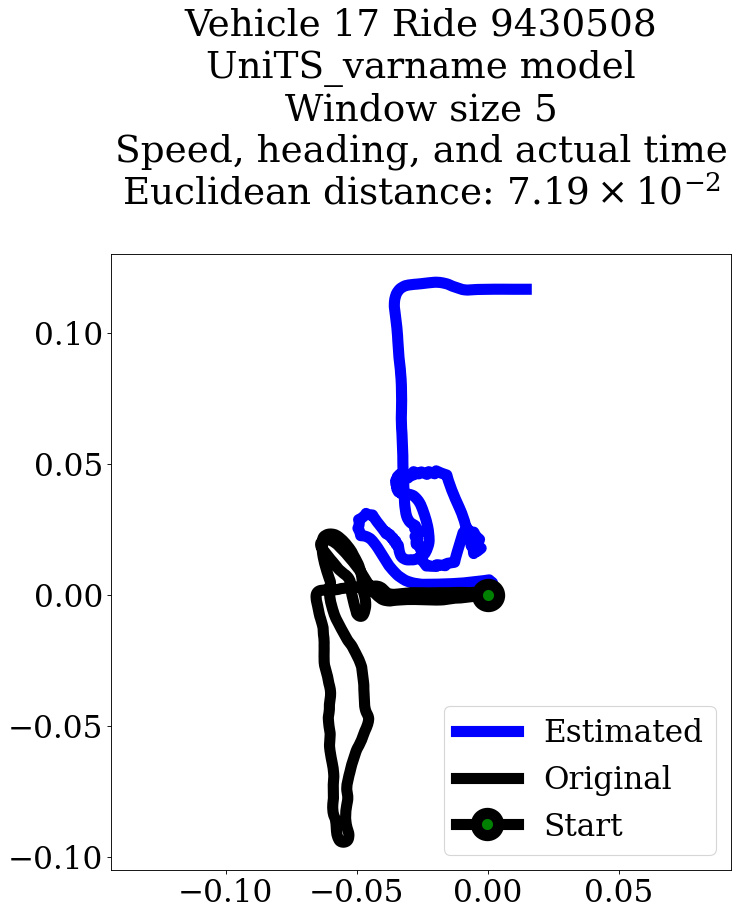 Vehicle 17 Ride 9430508
UniTS_varname model
Window size 5
Speed, heading, and actual time
Euclidean distance: 7.19 × 10⁻²
0.10
0.05
0.00
−0.05
−0.10
Estimated
Original
Start
−0.10
−0.05
0.00
0.05